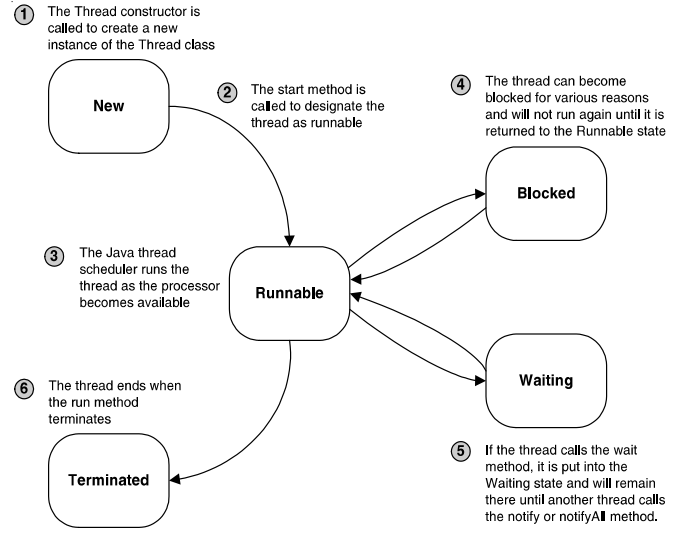 1
The Thread constructor is
called to create a new
instance of the Thread class
New
2
The start method is
called to designate the
thread as runnable
4
The thread can become
blocked for various reasons
and will not run again until it is
returned to the Runnable state
Blocked
3
The Java thread
scheduler runs the
thread as the processor
becomes available
Runnable
Waiting
6
The thread ends when
the run method
terminates
Terminated
5
If the thread calls the wait
method, it is put into the
Waiting state and will remain
there until another thread calls
the notify or notifyAll method.